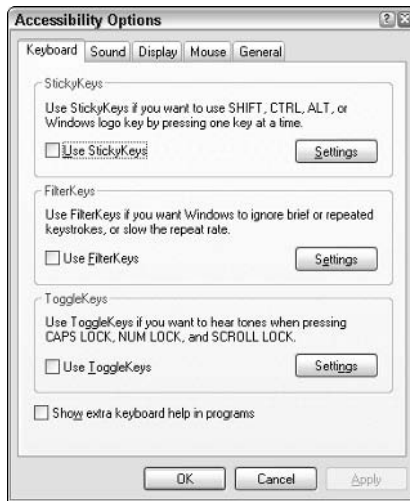 Accessibility Options
Keyboard Sound Display Mouse General
StickyKeys
Use StickyKeys if you want to use SHIFT, CTRL, ALT, or
Windows logo key by pressing one key at a time.
Use StickyKeys Settings
FilterKeys
Use FilterKeys if you want Windows to ignore brief or repeated
keystrokes, or slow the repeat rate.
Use FilterKeys Settings
ToggleKeys
Use ToggleKeys if you want to hear tones when pressing
CAPS LOCK, NUM LOCK, and SCROLL LOCK.
Use ToggleKeys Settings
Show extra keyboard help in programs
OK Cancel Apply